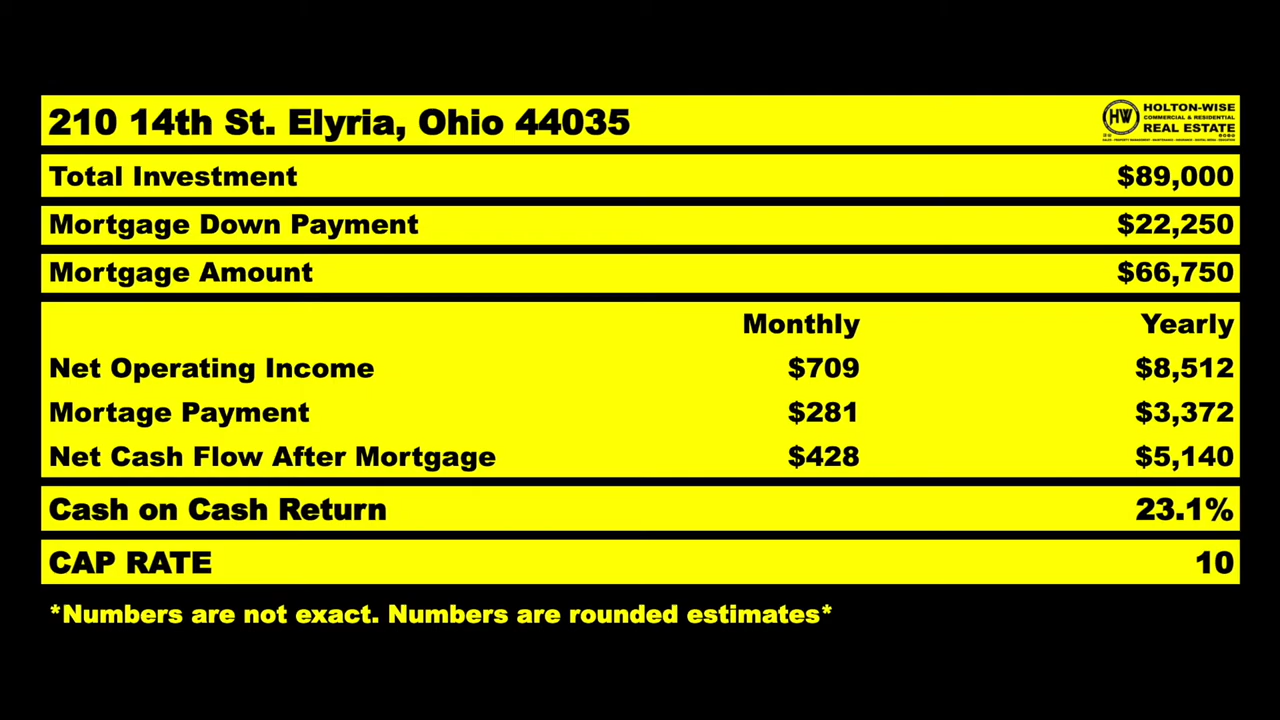 210 14th St. Elyria, Ohio 44035
HOLTON-WISE
COMMERCIAL & RESIDENTIAL
REAL ESTATE
HW
Total Investment $89,000
Mortgage Down Payment $22,250
Mortgage Amount $66,750
Monthly Yearly
Net Operating Income $709 $8,512
Mortage Payment $281 $3,372
Net Cash Flow After Mortgage $428 $5,140
Cash on Cash Return 23.1%
CAP RATE 10
*Numbers are not exact. Numbers are rounded estimates*